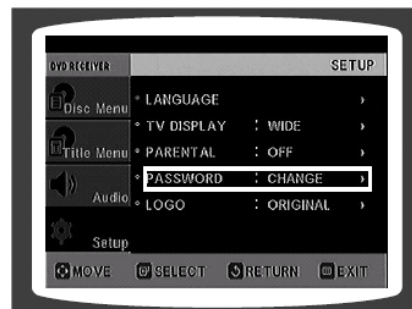 DVD RECEIVER SETUP
Disc Menu
LANGUAGE
TV DISPLAY : WIDE
Title Menu
PARENTAL : OFF
PASSWORD : CHANGE
Audio
LOGO : ORIGINAL
Setup
MOVE SELECT RETURN EXIT